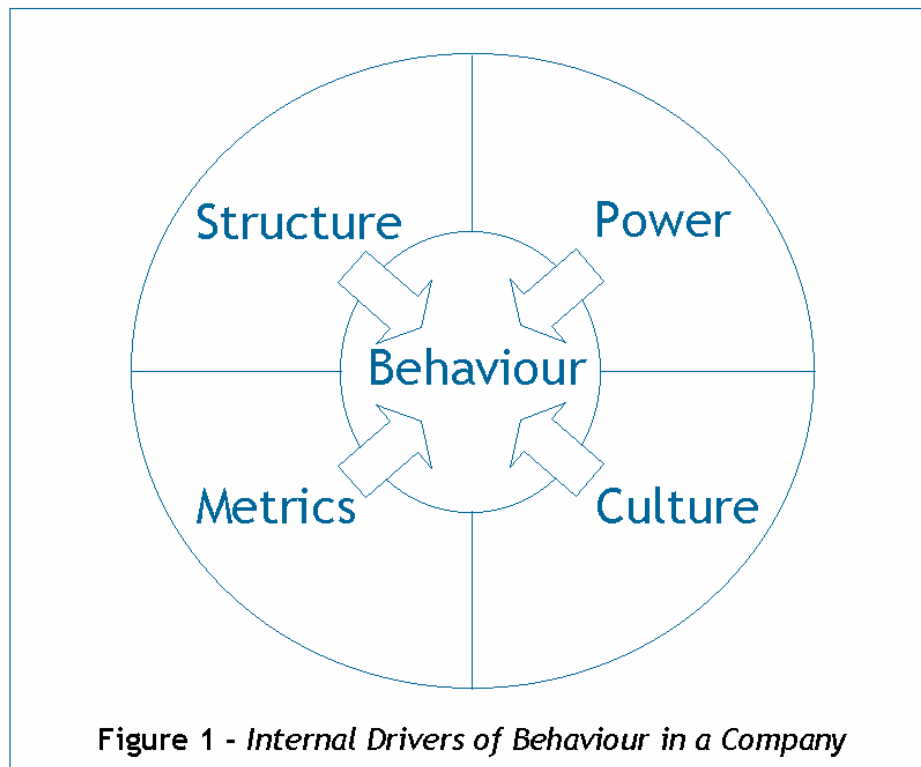 Structure
Power
Behaviour
Metrics
Culture
Figure 1 - Internal Drivers of Behaviour in a Company